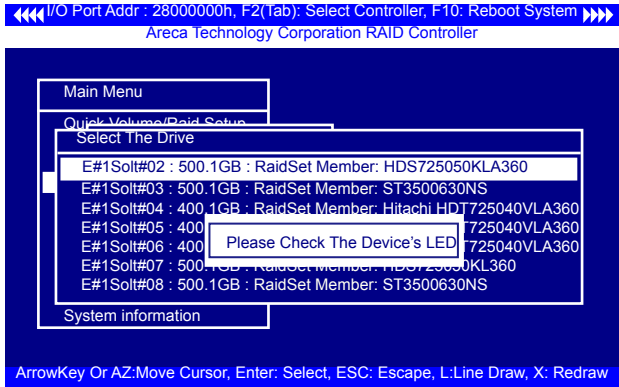 I/O Port Addr : 28000000h, F2(Tab): Select Controller, F10: Reboot System
Areca Technology Corporation RAID Controller
Main Menu
Quick Volume/Raid Setup
Select The Drive
E#1Solt#02 : 500.1GB : RaidSet Member: HDS725050KLA360
E#1Solt#03 : 500.1GB : RaidSet Member: ST3500630NS
E#1Solt#04 : 400.1GB : RaidSet Member: Hitachi HDT725040VLA360
E#1Solt#05 : 400 T725040VLA360
Please Check The Device's LED
E#1Solt#06 : 400 T725040VLA360
E#1Solt#07 : 500.1GB : RaidSet Member: HDS725050KL360
E#1Solt#08 : 500.1GB : RaidSet Member: ST3500630NS
System information
ArrowKey Or AZ:Move Cursor, Enter: Select, ESC: Escape, L:Line Draw, X: Redraw